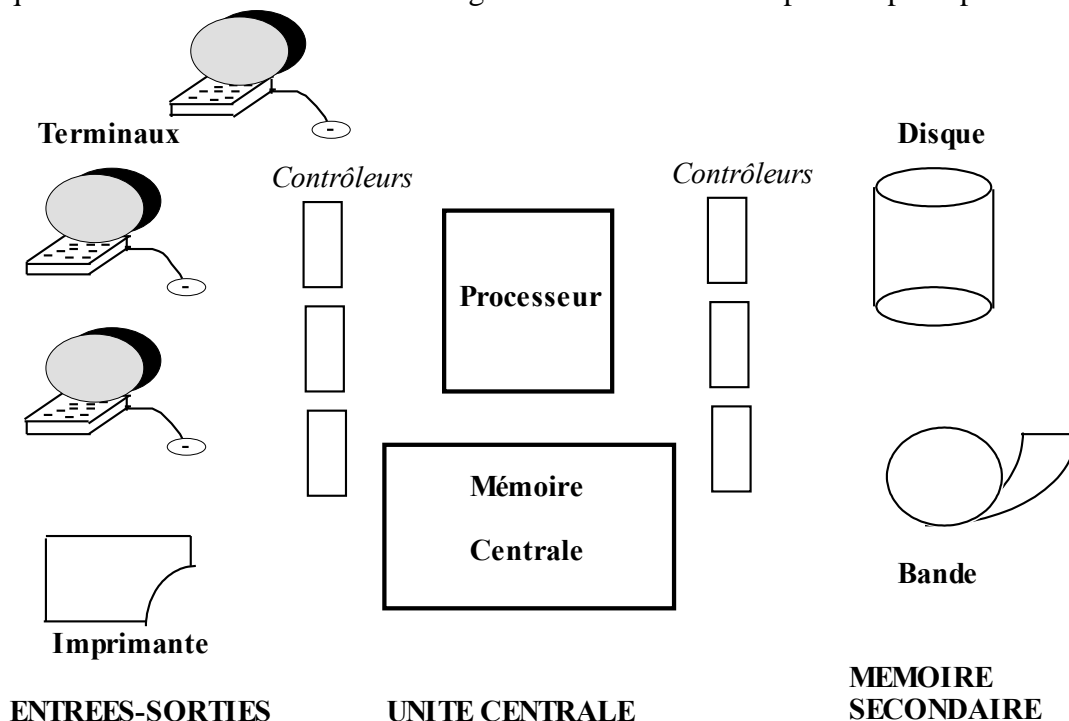 Terminaux
Disque
Contrôleurs
Contrôleurs
Processeur
Mémoire
Centrale
Bande
Imprimante
ENTREES-SORTIES
UNITE CENTRALE
MEMOIRE
SECONDAIRE